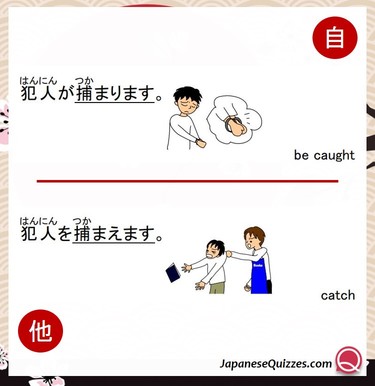 自
はんにん つか
犯人が捕まります。
be caught
はんにん つか
犯人を捕まえます。
catch
他
JapaneseQuizzes.com